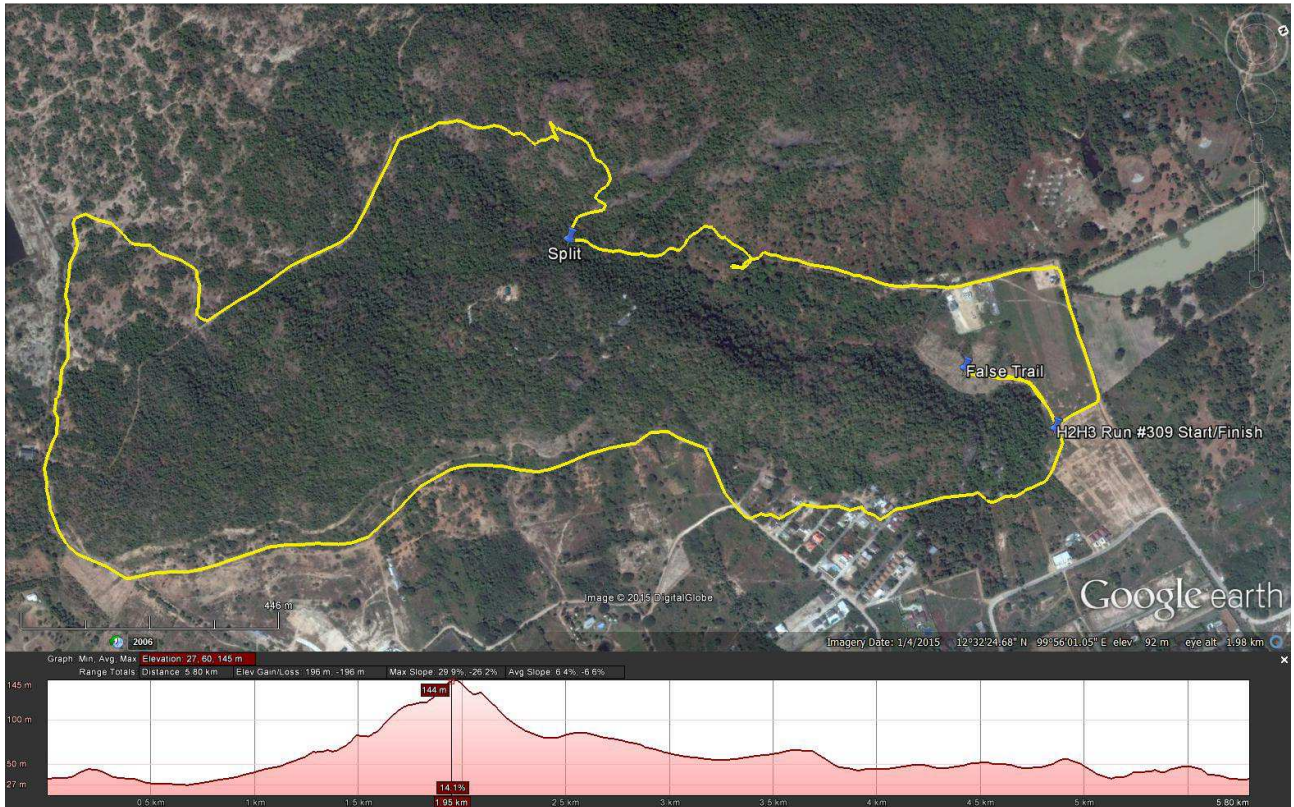 N
Split
False Trail
H2H3 Run #309 Start/Finish
Image © 2015 DigitalGlobe
Google earth
446 m
2006
Imagery Date: 1/4/2015 12°32'24.68" N 99°56'01.05" E elev 92 m eye alt 1.98 km
Graph: Min, Avg, Max Elevation: 27, 60, 145 m
Range Totals: Distance: 5.80 km Elev Gain/Loss: 196 m, -196 m Max Slope: 29.9%, -26.2% Avg Slope: 6.4%, -6.6%
145 m
144 m
100 m
50 m
27 m
14.1%
0.5 km 1 km 1.5 km 1.95 km 2.5 km 3 km 3.5 km 4 km 4.5 km 5 km 5.80 km